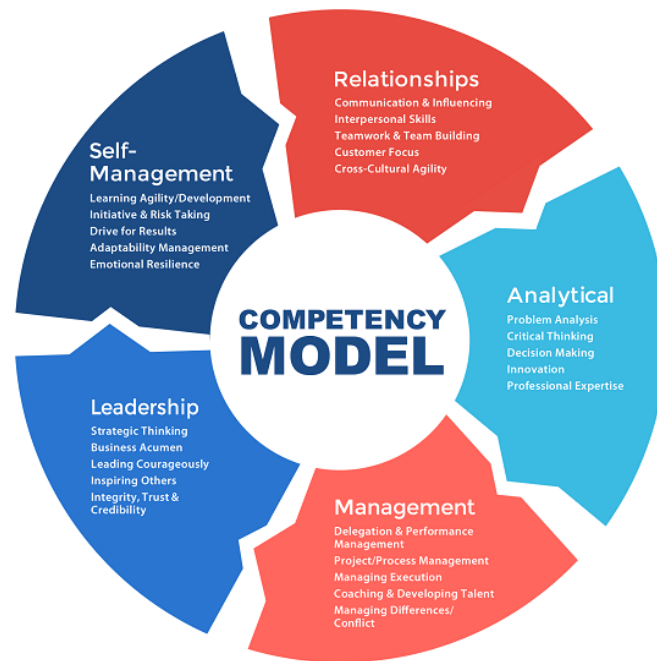 Relationships
Communication & Influencing
Interpersonal Skills
Teamwork & Team Building
Customer Focus
Cross-Cultural Agility
Analytical
Problem Analysis
Critical Thinking
Decision Making
Innovation
Professional Expertise
Management
Delegation & Performance
Management
Project/Process Management
Managing Execution
Coaching & Developing Talent
Managing Differences/
Conflict
Leadership
Strategic Thinking
Business Acumen
Leading Courageously
Inspiring Others
Integrity, Trust &
Credibility
Self-
Management
Learning Agility/Development
Initiative & Risk Taking
Drive for Results
Adaptability Management
Emotional Resilience
COMPETENCY
MODEL